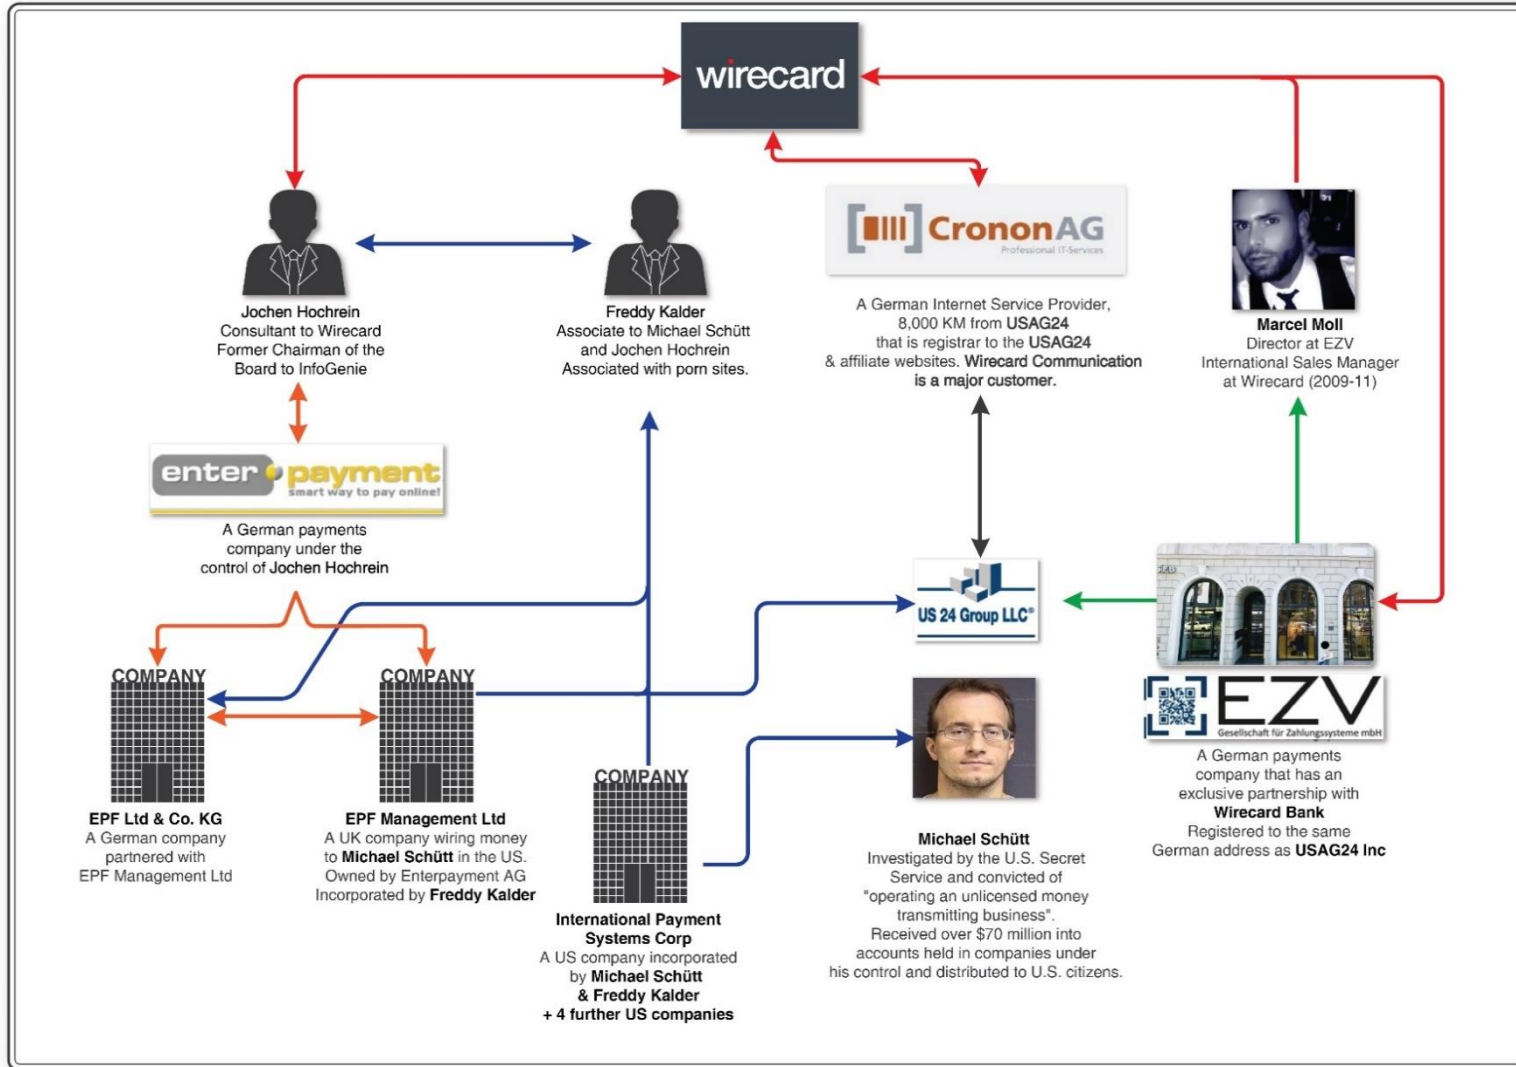 wirecard
Jochen Hochrein
Consultant to Wirecard
Former Chairman of the
Board to InfoGenie
Freddy Kalder
Associate to Michael Schütt
and Jochen Hochrein
Associated with porn sites.
CrononAG
Professional IT-Services
A German Internet Service Provider,
8,000 KM from USAG24
that is registrar to the USAG24
& affiliate websites. Wirecard Communication
is a major customer.
Marcel Moll
Director at EZV
International Sales Manager
at Wirecard (2009-11)
enter payment
smart way to pay online!
A German payments
company under the
control of Jochen Hochrein
US 24 Group LLC®
COMPANY
EPF Ltd & Co. KG
A German company
partnered with
EPF Management Ltd
COMPANY
EPF Management Ltd
A UK company wiring money
to Michael Schütt in the US.
Owned by Enterpayment AG
Incorporated by Freddy Kalder
COMPANY
International Payment
Systems Corp
A US company incorporated
by Michael Schütt
& Freddy Kalder
+ 4 further US companies
Michael Schütt
Investigated by the U.S. Secret
Service and convicted of
"operating an unlicensed money
transmitting business".
Received over $70 million into
accounts held in companies under
his control and distributed to U.S. citizens.
EZV
Gesellschaft für Zahlungssysteme mbH
A German payments
company that has an
exclusive partnership with
Wirecard Bank
Registered to the same
German address as USAG24 Inc